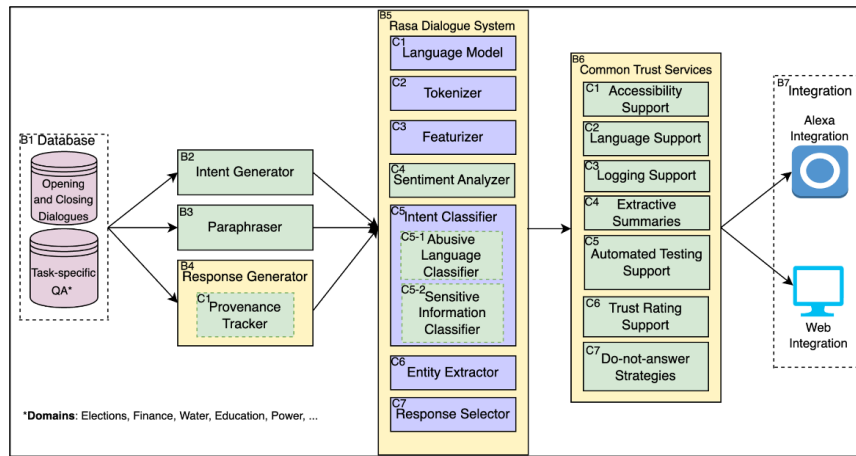 B1 Database
Opening
and Closing
Dialogues
Task-specific
QA*
B2
Intent Generator
B3
Paraphraser
B4
Response Generator
C1
Provenance
Tracker
B5
Rasa Dialogue System
C1
Language Model
C2
Tokenizer
C3
Featurizer
C4
Sentiment Analyzer
C5
Intent Classifier
C5-1
Abusive
Language
Classifier
C5-2
Sensitive
Information
Classifier
C6
Entity Extractor
C7
Response Selector
B6
Common Trust Services
C1
Accessibility
Support
C2
Language Support
C3
Logging Support
C4
Extractive
Summaries
C5
Automated Testing
Support
C6
Trust Rating
Support
C7
Do-not-answer
Strategies
B7
Integration
Alexa
Integration
Web
Integration
*Domains: Elections, Finance, Water, Education, Power, ...